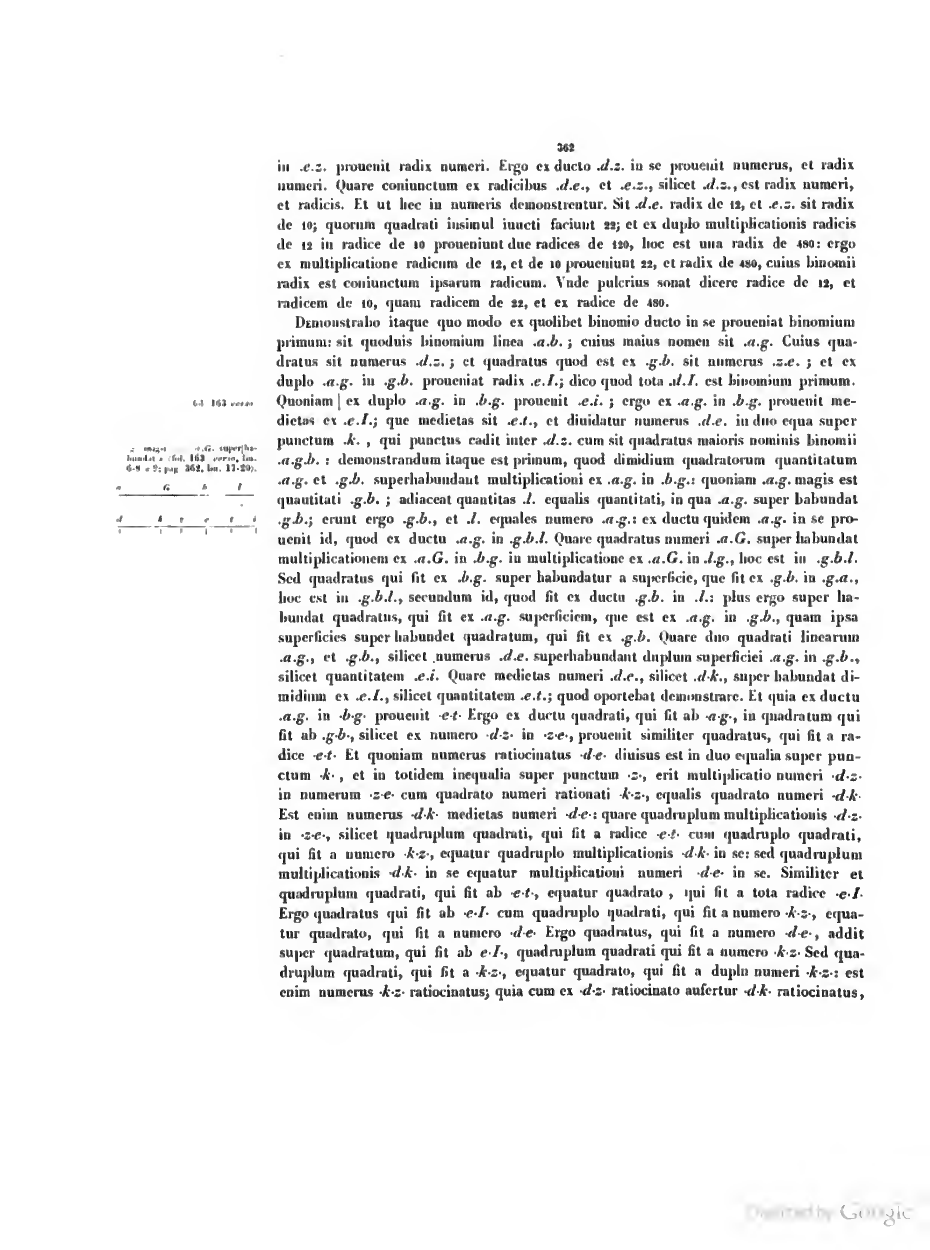 362
in .e.z. prouenit radix numeri. Ergo ex ducto .d.z. in se prouenit numerus, et radix
numeri. Quare coniunctum ex radicibus .d.e., et .e.z., silicet .d.z., est radix numeri,
et radicis. Et ut hec in numeris demonstrentur. Sit .d.e. radix de 12, et .e.z. sit radix
de 10; quorum quadrati insimul iuncti faciunt 22; et ex duplo multiplicationis radicis
de 12 in radice de 10 proueniunt due radices de 120, hoc est una radix de 480: ergo
ex multiplicatione radicum de 12, et de 10 proueniunt 22, et radix de 480, cuius binomii
radix est coniunctum ipsarum radicum. Vnde pulcrius sonat dicere radice de 12, et
radicem de 10, quam radicem de 22, et ex radice de 480.
Demonstrabo itaque quo modo ex quolibet binomio ducto in se proueniat binomium
primum: sit quoduis binomium linea .a.b. ; cuius maius nomen sit .a.g. Cuius qua-
dratus sit numerus .d.z. ; et quadratus quod est ex .g.b. sit numerus .z.e. ; et ex
duplo .a.g. in .g.b. proueniat radix .e.I.; dico quod tota .d.I. est binomium primum.
Quoniam | ex duplo .a.g. in .b.g. prouenit .e.i. ; ergo ex .a.g. in .b.g. prouenit me-
dietas ex .e.I.; que medietas sit .e.t., et diuidatur numerus .d.e. in duo equa super
punctum .k. , qui punctus cadit inter .d.z. cum sit quadratus maioris nominis binomii
.a.g.b. : demonstrandum itaque est primum, quod dimidium quadratorum quantitatum
.a.g. et .g.b. superhabundant multiplicationi ex .a.g. in .b.g.: quoniam .a.g. magis est
quantitati .g.b. ; adiaceat quantitas .l. equalis quantitati, in qua .a.g. super habundat
.g.b.; erunt ergo .g.b., et .l. equales numero .a.g.: ex ductu quidem .a.g. in se pro-
uenit id, quod ex ductu .a.g. in .g.b.l. Quare quadratus numeri .a.G. super habundat
multiplicationem ex .a.G. in .b.g. in multiplicatione ex .a.G. in .l.g., hoc est in .g.b.l.
Sed quadratus qui fit ex .b.g. super habundatur a superficie, que fit ex .g.b. in .g.a.,
hoc est in .g.b.l., secundum id, quod fit ex ductu .g.b. in .l.: plus ergo super ha-
bundat quadratus, qui fit ex .a.g. superficiem, que est ex .a.g. in .g.b., quam ipsa
superficies super habundet quadratum, qui fit ex .g.b. Quare duo quadrati linearum
.a.g., et .g.b., silicet .numerus .d.e. superhabundant duplum superficiei .a.g. in .g.b.,
silicet quantitatem .e.i. Quare medietas numeri .d.e., silicet .d.k., super habundat di-
midium ex .e.I., silicet quantitatem .e.t.; quod oportebat demonstrare. Et quia ex ductu
.a.g. in ·b·g· prouenit ·e·t· Ergo ex ductu quadrati, qui fit ab ·a·g·, in quadratum qui
fit ab .g·b·, silicet ex numero ·d·z· in ·z·e·, prouenit similiter quadratus, qui fit a ra-
dice ·e·t· Et quoniam numerus ratiocinatus ·d·e· diuisus est in duo equalia super pun-
ctum ·k· , et in totidem inequalia super punctum ·z·, erit multiplicatio numeri ·d·z·
in numerum ·z·e· cum quadrato numeri rationati ·k·z·, equalis quadrato numeri ·d·k·
Est enim numerus ·d·k· medietas numeri ·d·e·: quare quadruplum multiplicationis ·d·z·
in ·z·e·, silicet quadruplum quadrati, qui fit a radice ·e·t· cum quadruplo quadrati,
qui fit a numero ·k·z·, equatur quadruplo multiplicationis ·d·k· in se: sed quadruplum
multiplicationis ·d·k· in se equatur multiplicationi numeri ·d·e· in se. Similiter et
quadruplum quadrati, qui fit ab ·e·t·, equatur quadrato , qui fit a tota radice ·e·I·
Ergo quadratus qui fit ab ·e·I· cum quadruplo quadrati, qui fit a numero ·k·z·, equa-
tur quadrato, qui fit a numero ·d·e· Ergo quadratus, qui fit a numero ·d·e·, addit
super quadratum, qui fit ab e·I·, quadruplum quadrati qui fit a numero ·k·z· Sed qua-
druplum quadrati, qui fit a ·k·z·, equatur quadrato, qui fit a duplo numeri ·k·z·: est
enim numerus ·k·z· ratiocinatus; quia cum ex ·d·z· ratiocinato aufertur ·d·k· ratiocinatus,
163 verso
.G. super|ha-
bundat » (fol. 163 verso, lin.
6-8 e 9; pag. 362, lin. 17-20).
a G b l
d k z e t i
Digitized by Google